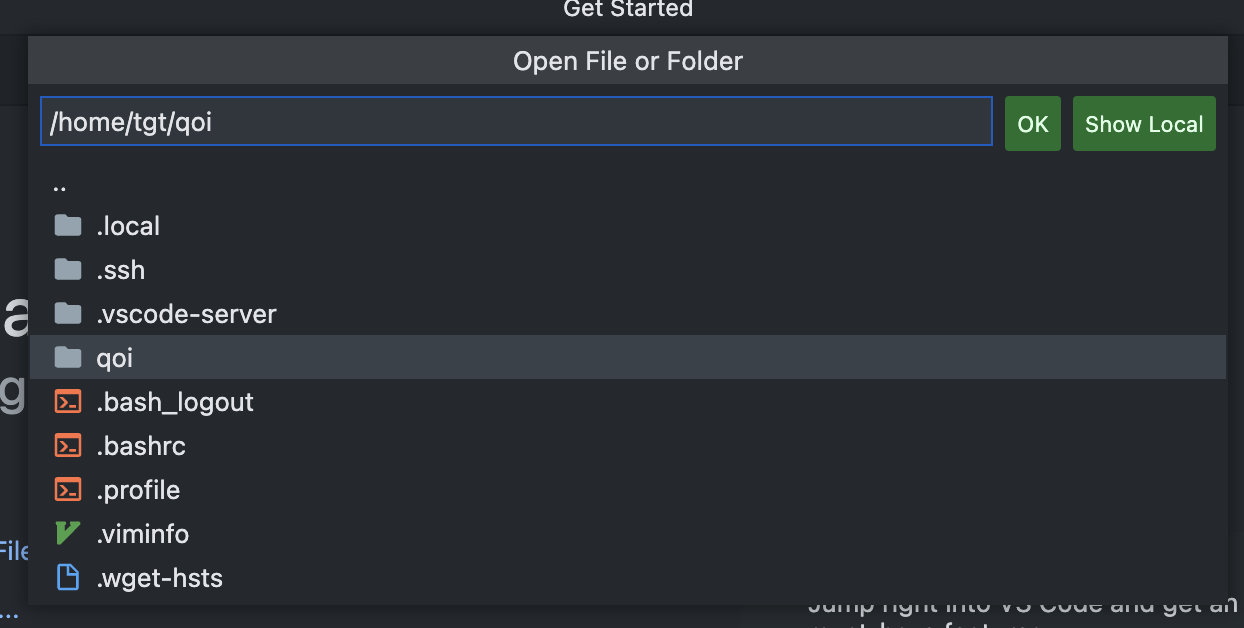 Get Started
Open File or Folder
/home/tgt/qoi
OK
Show Local
..
.local
.ssh
.vscode-server
qoi
.bash_logout
.bashrc
.profile
.viminfo
.wget-hsts
File
...
Jump right into VS Code and get an